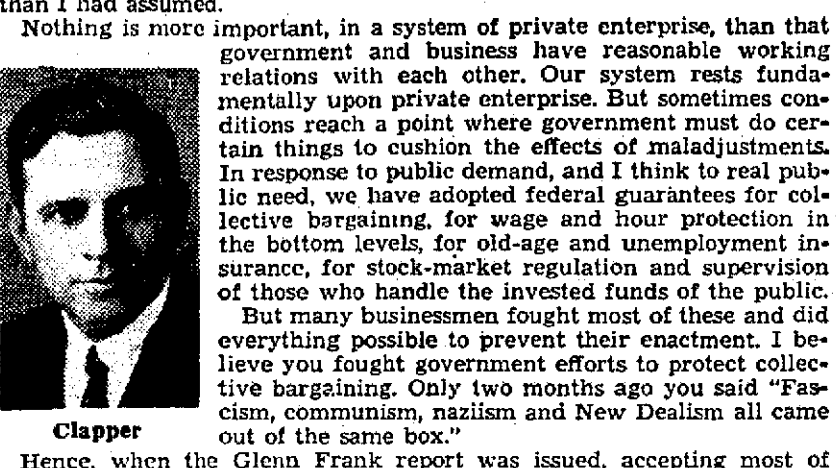 than I had assumed.
Nothing is more important, in a system of private enterprise, than that
government and business have reasonable working
relations with each other. Our system rests funda-
mentally upon private enterprise. But sometimes con-
ditions reach a point where government must do cer-
tain things to cushion the effects of maladjustments.
In response to public demand, and I think to real pub-
lic need, we have adopted federal guarantees for col-
lective bargaining, for wage and hour protection in
the bottom levels, for old-age and unemployment in-
surance, for stock-market regulation and supervision
of those who handle the invested funds of the public.
But many businessmen fought most of these and did
everything possible to prevent their enactment. I be-
lieve you fought government efforts to protect collec-
tive bargaining. Only two months ago you said "Fas-
cism, communism, naziism and New Dealism all came
out of the same box."
Clapper
Hence, when the Glenn Frank report was issued, accepting most of